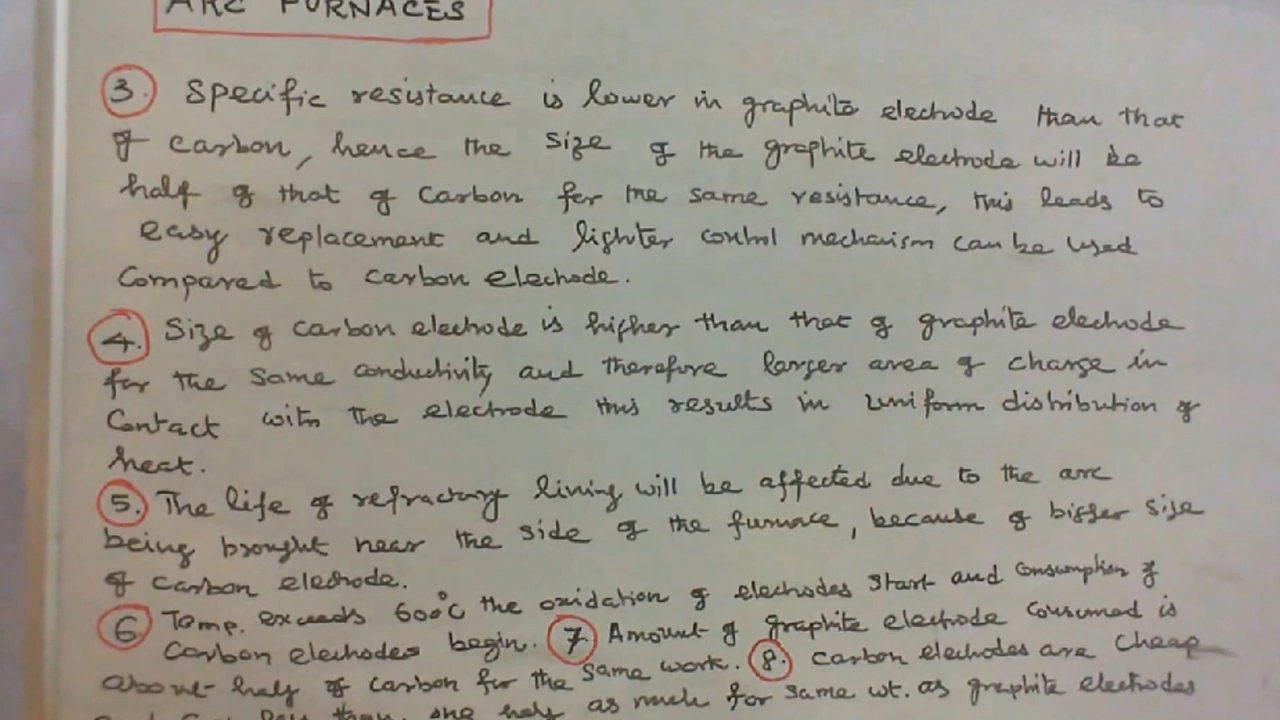 ARC FURNACES
3. Specific resistance is lower in graphite electrode than that
of carbon, hence the size of the graphite electrode will be
half of that of carbon for the same resistance, this leads to
easy replacement and lighter control mechanism can be used
Compared to carbon electrode.
4. Size of carbon electrode is higher than that of graphite electrode
for the same conductivity and therefore larger area of charge in
Contact with the electrode this results in uniform distribution of
heat.
5. The life of refractory lining will be affected due to the arc
being brought near the side of the furnace, because of bigger size
of carbon electrode.
6 Temp. exceeds 600°C the oxidation of electrodes start and consumption of
carbon electrodes begin. 7. Amount of graphite electrode consumed is
about half of carbon for the same work. 8. carbon electrodes are cheap
one half as much for same wt. as graphite electrodes